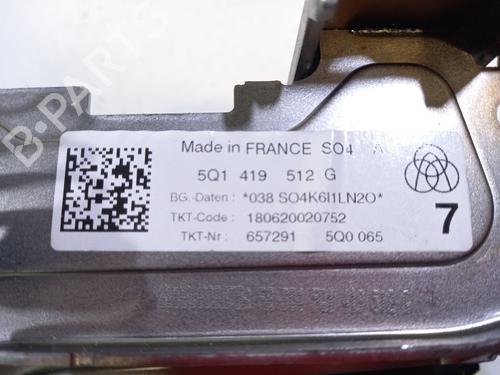 B-PARTS
Made in FRANCE SO4 A
5Q1 419 512 G
BG.-Daten : *038 SO4K6I1LN2O*
TKT-Code : 180620020752
TKT-Nr : 657291 5Q0 065
7